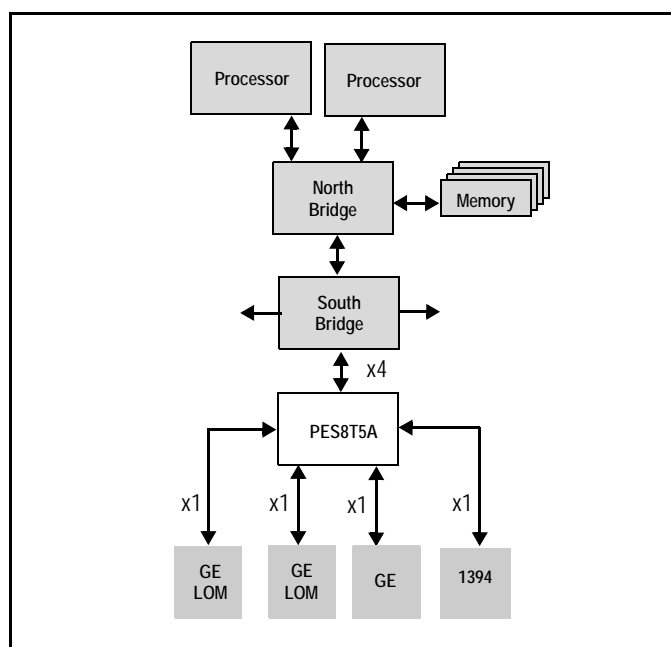 Processor
Processor
North
Bridge
Memory
South
Bridge
x4
PES8T5A
x1
x1
x1
x1
GE
LOM
GE
LOM
GE
1394